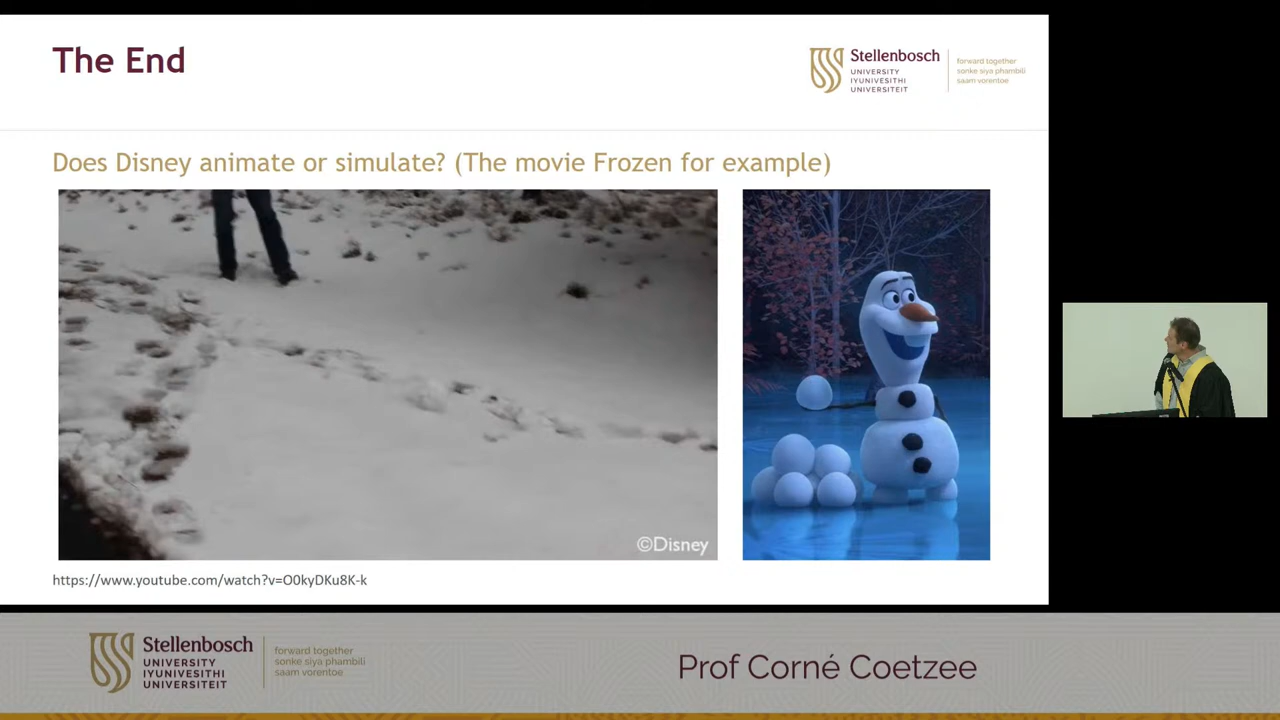 The End
Stellenbosch
UNIVERSITY
IYUNIVESITHI
UNIVERSITEIT
forward together
sonke siya phambili
saam vorentoe
Does Disney animate or simulate? (The movie Frozen for example)
©Disney
https://www.youtube.com/watch?v=O0kyDKu8K-k
Stellenbosch
UNIVERSITY
IYUNIVESITHI
UNIVERSITEIT
forward together
sonke siya phambili
saam vorentoe
Prof Corné Coetzee